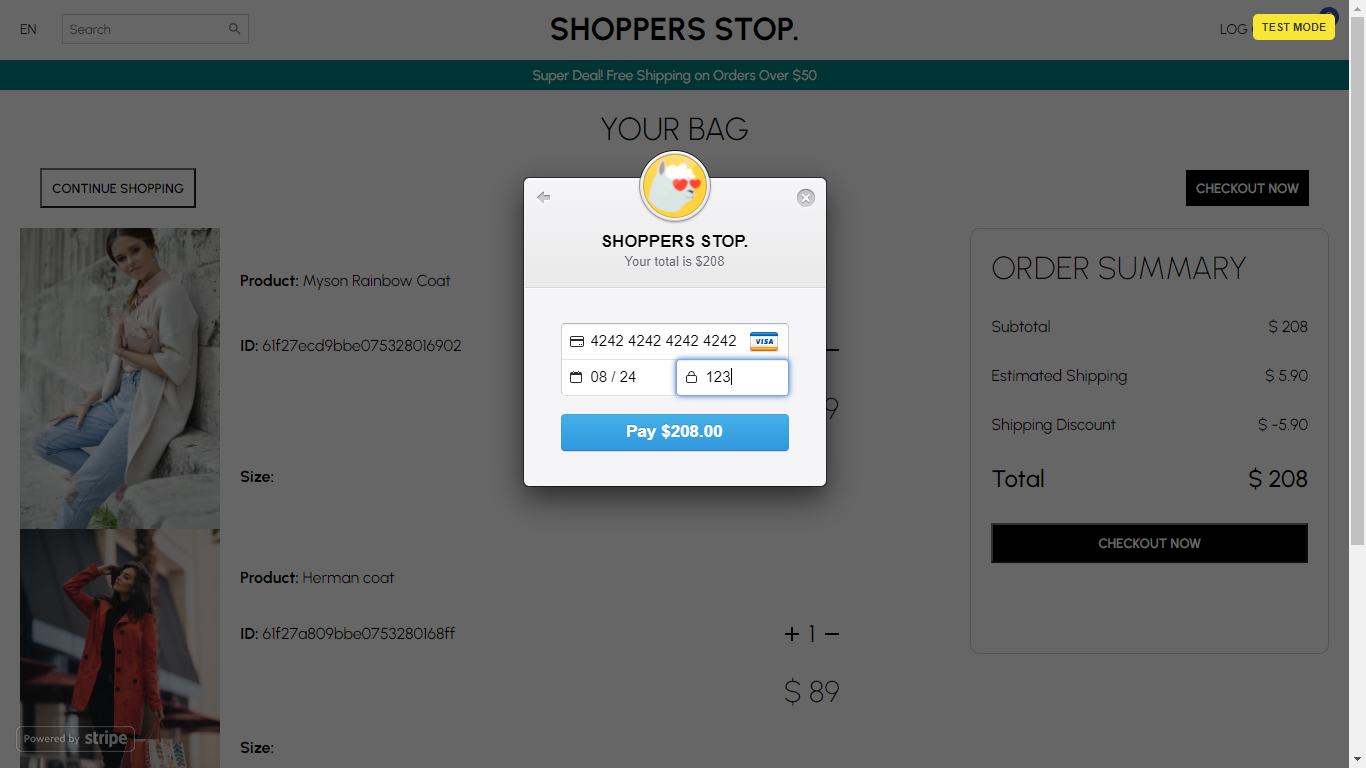 EN
Search
SHOPPERS STOP.
LOG
TEST MODE
Super Deal! Free Shipping on Orders Over $50
YOUR BAG
CONTINUE SHOPPING
CHECKOUT NOW
SHOPPERS STOP.
Your total is $208
4242 4242 4242 4242 VISA
08 / 24
123
Pay $208.00
Product: Myson Rainbow Coat
ID: 61f27ecd9bbe075328016902
9
Size:
Product: Herman coat
ID: 61f27a809bbe0753280168ff
+ 1 −
$ 89
Size:
ORDER SUMMARY
Subtotal $ 208
Estimated Shipping $ 5.90
Shipping Discount $ -5.90
Total $ 208
CHECKOUT NOW
Powered by stripe